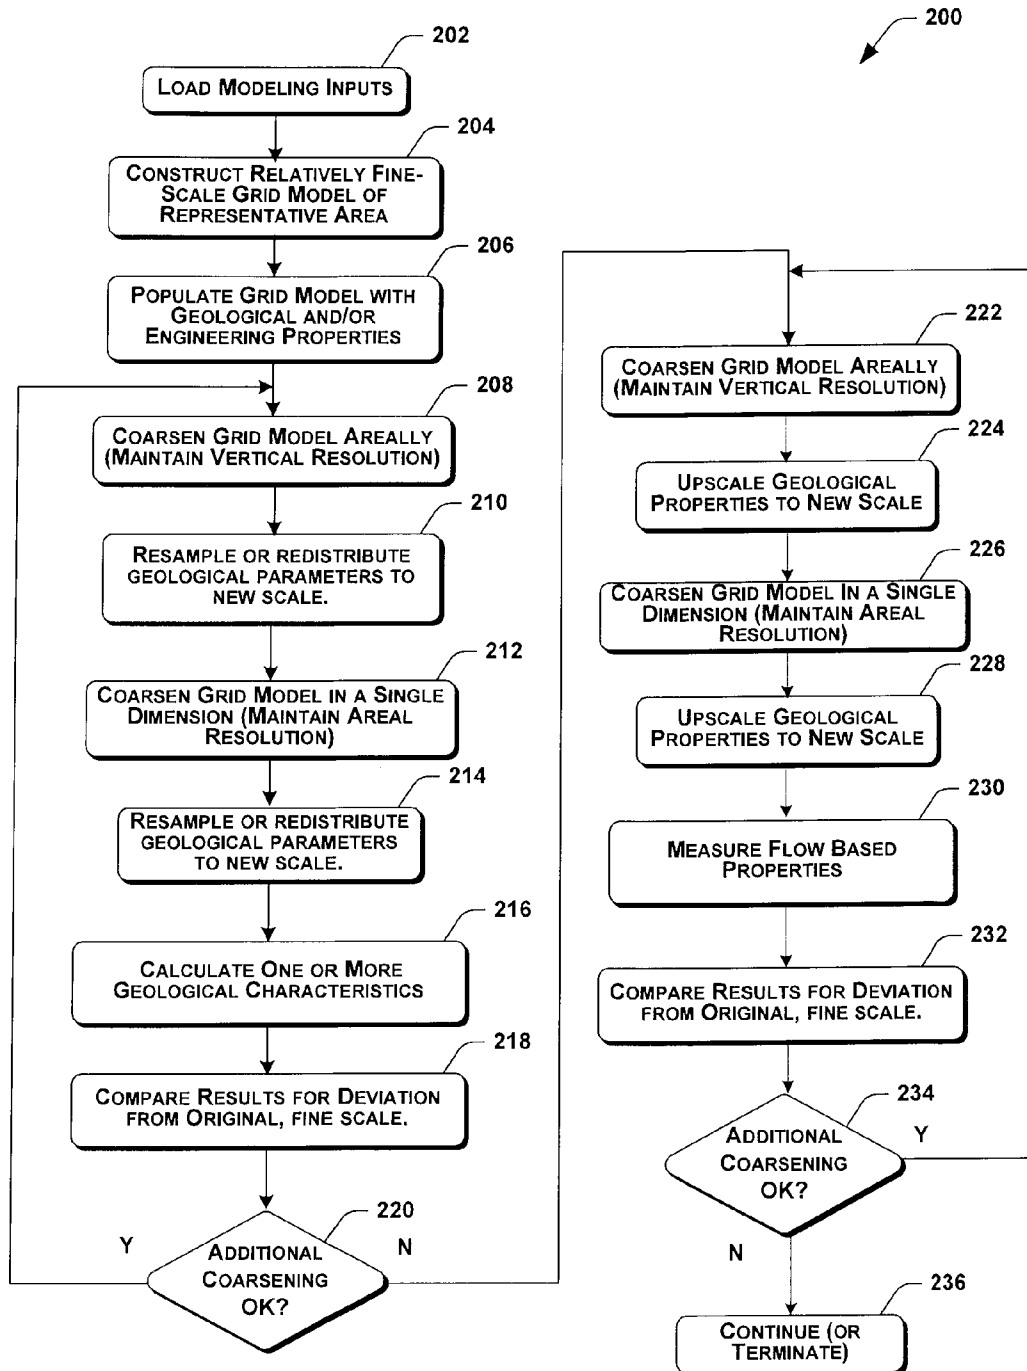 200
202
LOAD MODELING INPUTS
204
CONSTRUCT RELATIVELY FINE-
SCALE GRID MODEL OF
REPRESENTATIVE AREA
206
POPULATE GRID MODEL WITH
GEOLOGICAL AND/OR
ENGINEERING PROPERTIES
208
COARSEN GRID MODEL AREALLY
(MAINTAIN VERTICAL RESOLUTION)
210
RESAMPLE OR REDISTRIBUTE
GEOLOGICAL PARAMETERS TO
NEW SCALE.
212
COARSEN GRID MODEL IN A SINGLE
DIMENSION (MAINTAIN AREAL
RESOLUTION)
214
RESAMPLE OR REDISTRIBUTE
GEOLOGICAL PARAMETERS
TO NEW SCALE.
216
CALCULATE ONE OR MORE
GEOLOGICAL CHARACTERISTICS
218
COMPARE RESULTS FOR DEVIATION
FROM ORIGINAL, FINE SCALE.
220
Y
N
ADDITIONAL
COARSENING
OK?
222
COARSEN GRID MODEL AREALLY
(MAINTAIN VERTICAL RESOLUTION)
224
UPSCALE GEOLOGICAL
PROPERTIES TO NEW SCALE
226
COARSEN GRID MODEL IN A SINGLE
DIMENSION (MAINTAIN AREAL
RESOLUTION)
228
UPSCALE GEOLOGICAL
PROPERTIES TO NEW SCALE
230
MEASURE FLOW BASED
PROPERTIES
232
COMPARE RESULTS FOR DEVIATION
FROM ORIGINAL, FINE SCALE.
234
Y
ADDITIONAL
COARSENING
OK?
N
236
CONTINUE (OR
TERMINATE)